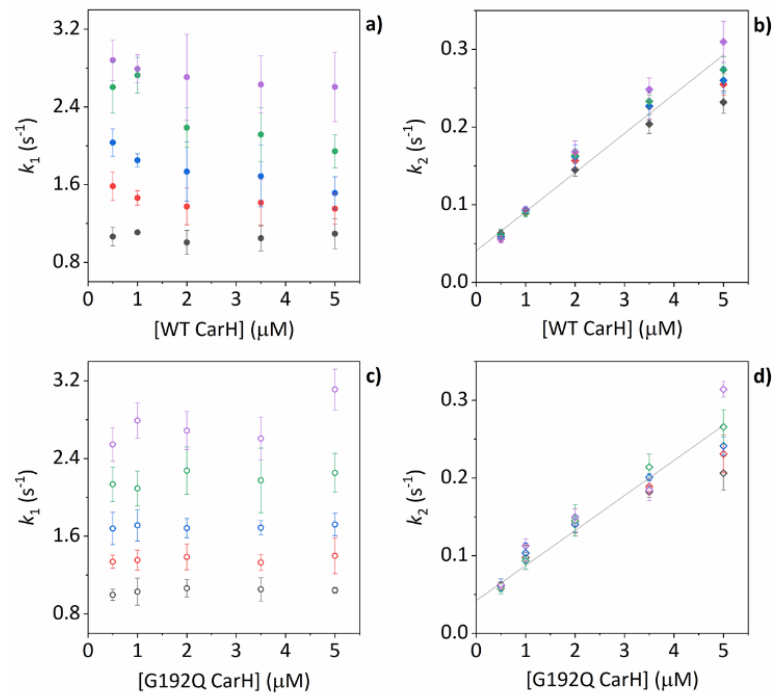 a)
3.2
2.4
1.6
0.8
k₁ (s⁻¹)
0 1 2 3 4 5
[WT CarH] (μM)
b)
0.3
0.2
0.1
0.0
k₂ (s⁻¹)
0 1 2 3 4 5
[WT CarH] (μM)
c)
3.2
2.4
1.6
0.8
k₁ (s⁻¹)
0 1 2 3 4 5
[G192Q CarH] (μM)
d)
0.3
0.2
0.1
0.0
k₂ (s⁻¹)
0 1 2 3 4 5
[G192Q CarH] (μM)